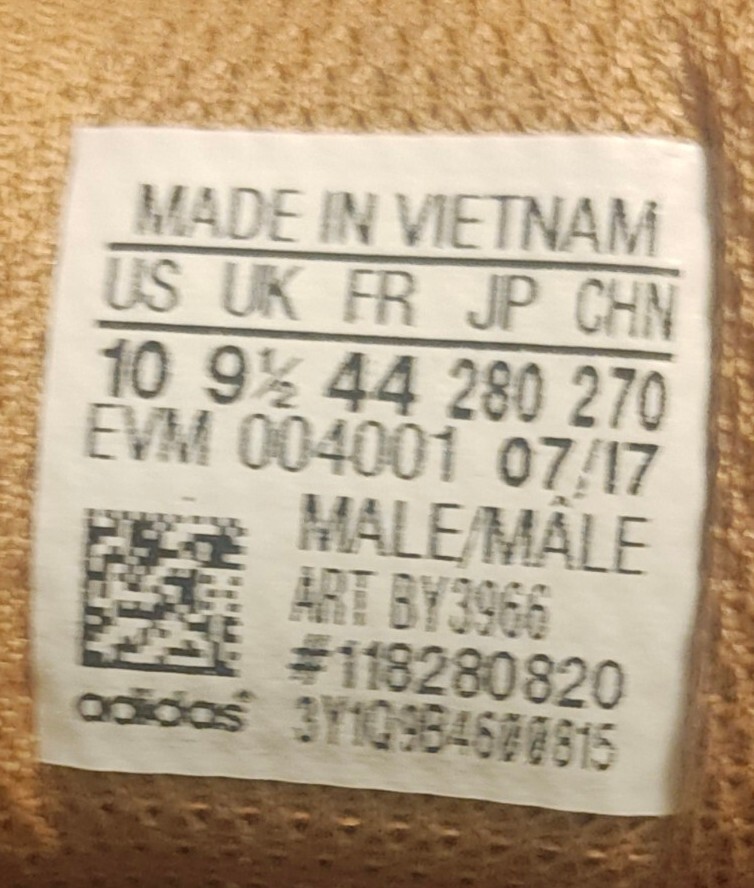 MADE IN VIETNAM
US UK FR JP CHN
10 9½ 44 280 270
EVM 004001 07/17
MALE/MÂLE
ART BY3966
#118280820
adidas® 3Y1Q9B4600815